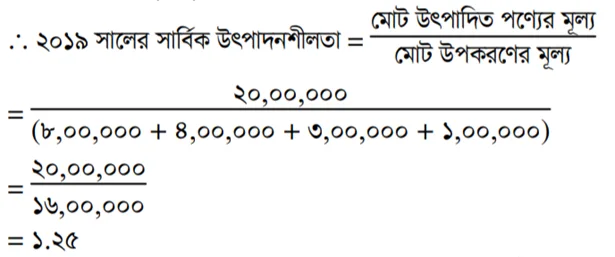 ∴ ২০১৯ সালের সার্বিক উৎপাদনশীলতা = মোট উৎপাদিত পণ্যের মূল্য / মোট উপকরণের মূল্য
= ২০,০০,০০০ / (৮,০০,০০০ + ৪,০০,০০০ + ৩,০০,০০০ + ১,০০,০০০)
= ২০,০০,০০০ / ১৬,০০,০০০
= ১.২৫